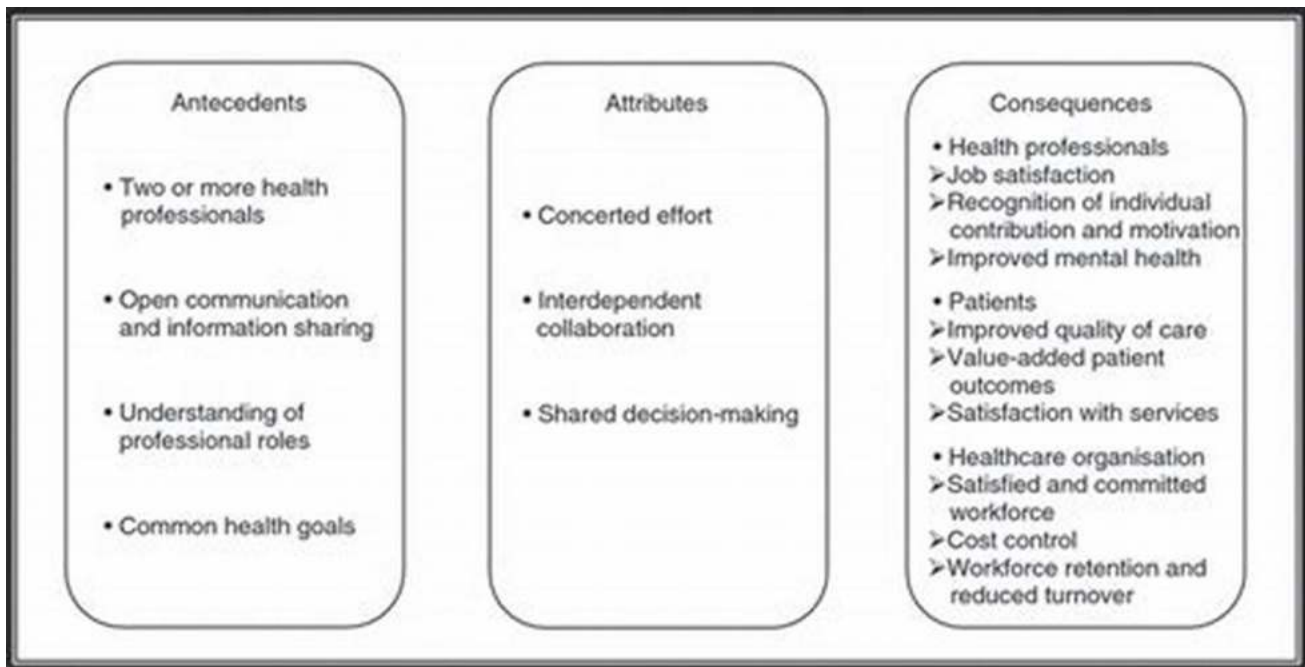 Antecedents
• Two or more health
professionals
• Open communication
and information sharing
• Understanding of
professional roles
• Common health goals
Attributes
• Concerted effort
• Interdependent
collaboration
• Shared decision-making
Consequences
• Health professionals
➢Job satisfaction
➢Recognition of individual
contribution and motivation
➢Improved mental health
• Patients
➢Improved quality of care
➢Value-added patient
outcomes
➢Satisfaction with services
• Healthcare organisation
➢Satisfied and committed
workforce
➢Cost control
➢Workforce retention and
reduced turnover